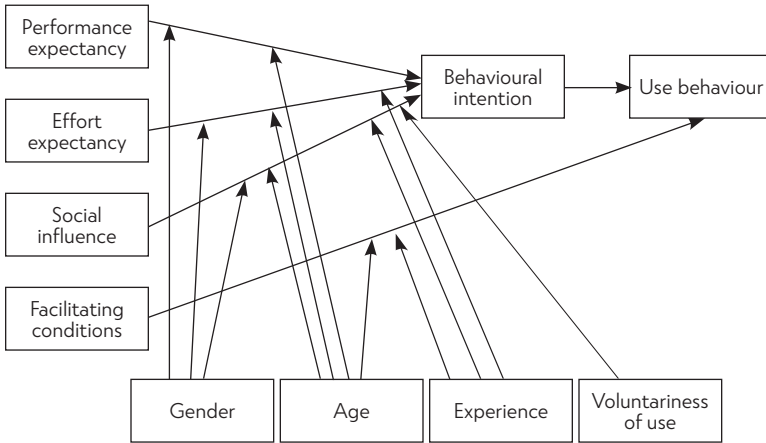 Performance
expectancy
Effort
expectancy
Social
influence
Facilitating
conditions
Behavioural
intention
Use behaviour
Gender
Age
Experience
Voluntariness
of use